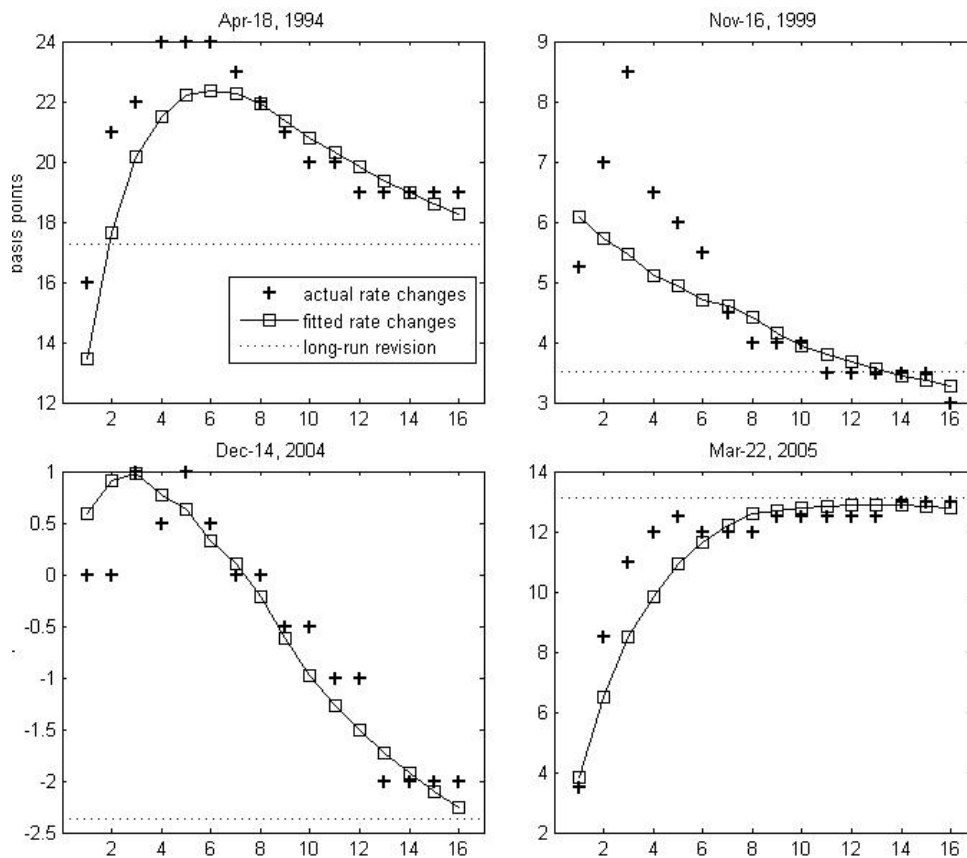 Apr-18, 1994
24
22
20
18
16
14
12
basis points
actual rate changes
fitted rate changes
long-run revision
2 4 6 8 10 12 14 16
Nov-16, 1999
9
8
7
6
5
4
3
2 4 6 8 10 12 14 16
Dec-14, 2004
1
0.5
0
-0.5
-1
-1.5
-2
-2.5
2 4 6 8 10 12 14 16
Mar-22, 2005
14
12
10
8
6
4
2
2 4 6 8 10 12 14 16